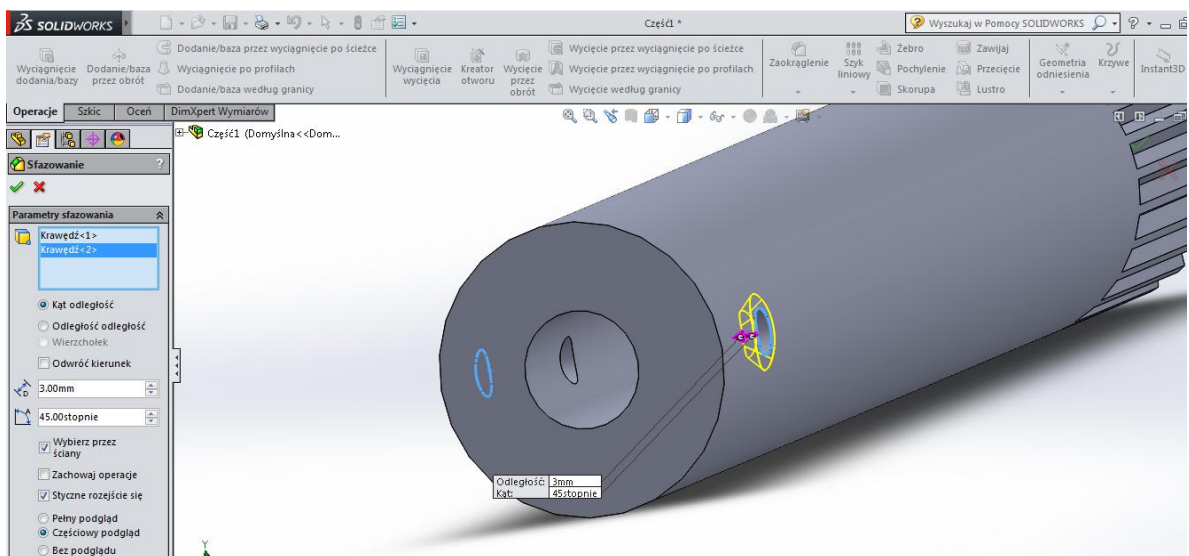 SOLIDWORKS
Część1 *
Wyszukaj w Pomocy SOLIDWORKS
Wyciągnięcie dodania/bazy
Dodanie/baza przez obrót
Dodanie/baza przez wyciągnięcie po ścieżce
Wyciągnięcie po profilach
Dodanie/baza według granicy
Wyciągnięcie wycięcia
Kreator otworu
Wycięcie przez obrót
Wycięcie przez wyciągnięcie po ścieżce
Wycięcie przez wyciągnięcie po profilach
Wycięcie według granicy
Zaokrąglenie
Szyk liniowy
Żebro
Pochylenie
Skorupa
Zawijaj
Przecięcie
Lustro
Geometria odniesienia
Krzywe
Instant3D
Operacje
Szkic
Oceń
DimXpert Wymiarów
Część1 (Domyślna<<Dom...
Sfazowanie ?
Parametry sfazowania
Krawędź<1>
Krawędź<2>
Kąt odległość
Odległość odległość
Wierzchołek
Odwróć kierunek
3.00mm
45.00stopnie
Wybierz przez
ściany
Zachowaj operacje
Styczne rozejście się
Pełny podgląd
Częściowy podgląd
Bez podglądu
Odległość: 3mm
Kąt: 45stopnie
Y